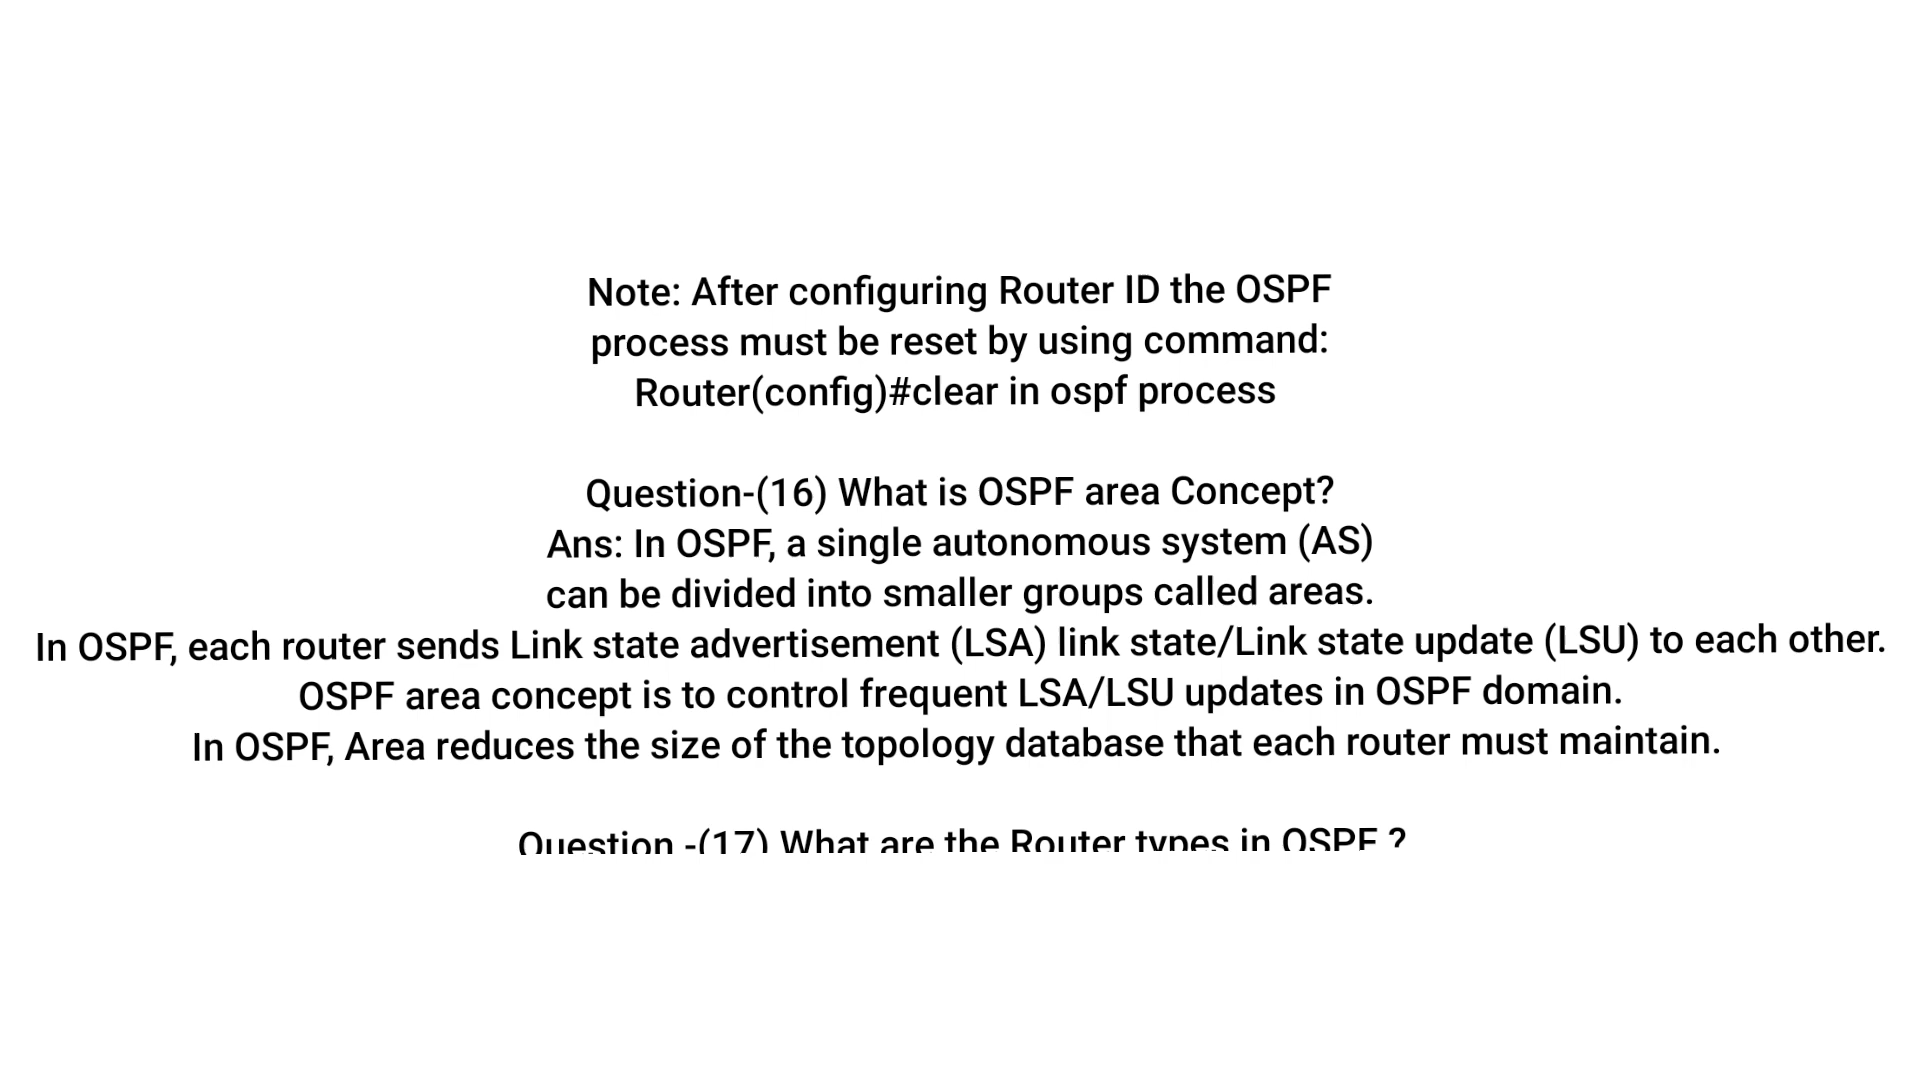 Note: After configuring Router ID the OSPF
process must be reset by using command:
Router(config)#clear in ospf process
Question-(16) What is OSPF area Concept?
Ans: In OSPF, a single autonomous system (AS)
can be divided into smaller groups called areas.
In OSPF, each router sends Link state advertisement (LSA) link state/Link state update (LSU) to each other.
OSPF area concept is to control frequent LSA/LSU updates in OSPF domain.
In OSPF, Area reduces the size of the topology database that each router must maintain.
Question -(17) What are the Router types in OSPF ?